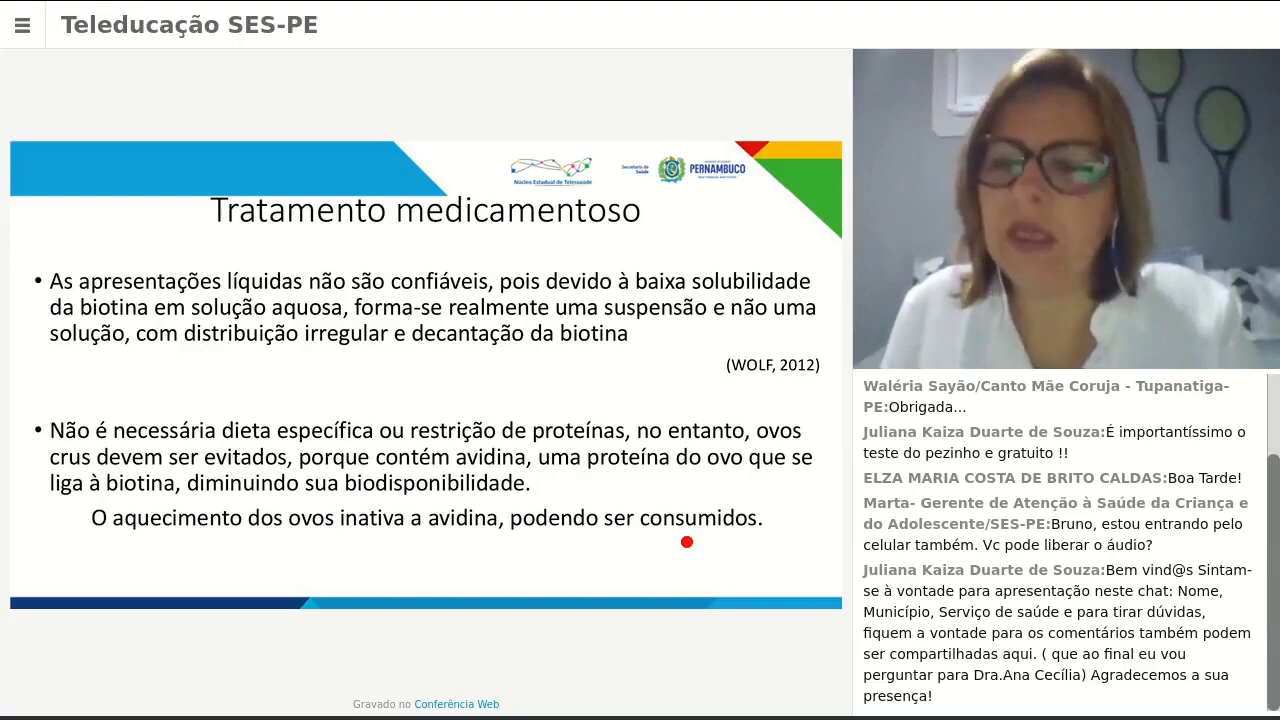 Teleducação SES-PE
Núcleo Estadual de Telessaúde
Secretaria de
Saúde
PERNAMBUCO
Tratamento medicamentoso
• As apresentações líquidas não são confiáveis, pois devido à baixa solubilidade
da biotina em solução aquosa, forma-se realmente uma suspensão e não uma
solução, com distribuição irregular e decantação da biotina
(WOLF, 2012)
• Não é necessária dieta específica ou restrição de proteínas, no entanto, ovos
crus devem ser evitados, porque contém avidina, uma proteína do ovo que se
liga à biotina, diminuindo sua biodisponibilidade.
O aquecimento dos ovos inativa a avidina, podendo ser consumidos.
Gravado no Conferência Web
Waléria Sayão/Canto Mãe Coruja - Tupanatiga-
PE:Obrigada...
Juliana Kaiza Duarte de Souza:É importantíssimo o
teste do pezinho e gratuito !!
ELZA MARIA COSTA DE BRITO CALDAS:Boa Tarde!
Marta- Gerente de Atenção à Saúde da Criança e
do Adolescente/SES-PE:Bruno, estou entrando pelo
celular também. Vc pode liberar o áudio?
Juliana Kaiza Duarte de Souza:Bem vind@s Sintam-
se à vontade para apresentação neste chat: Nome,
Município, Serviço de saúde e para tirar dúvidas,
fiquem a vontade para os comentários também podem
ser compartilhadas aqui. ( que ao final eu vou
perguntar para Dra.Ana Cecília) Agradecemos a sua
presença!